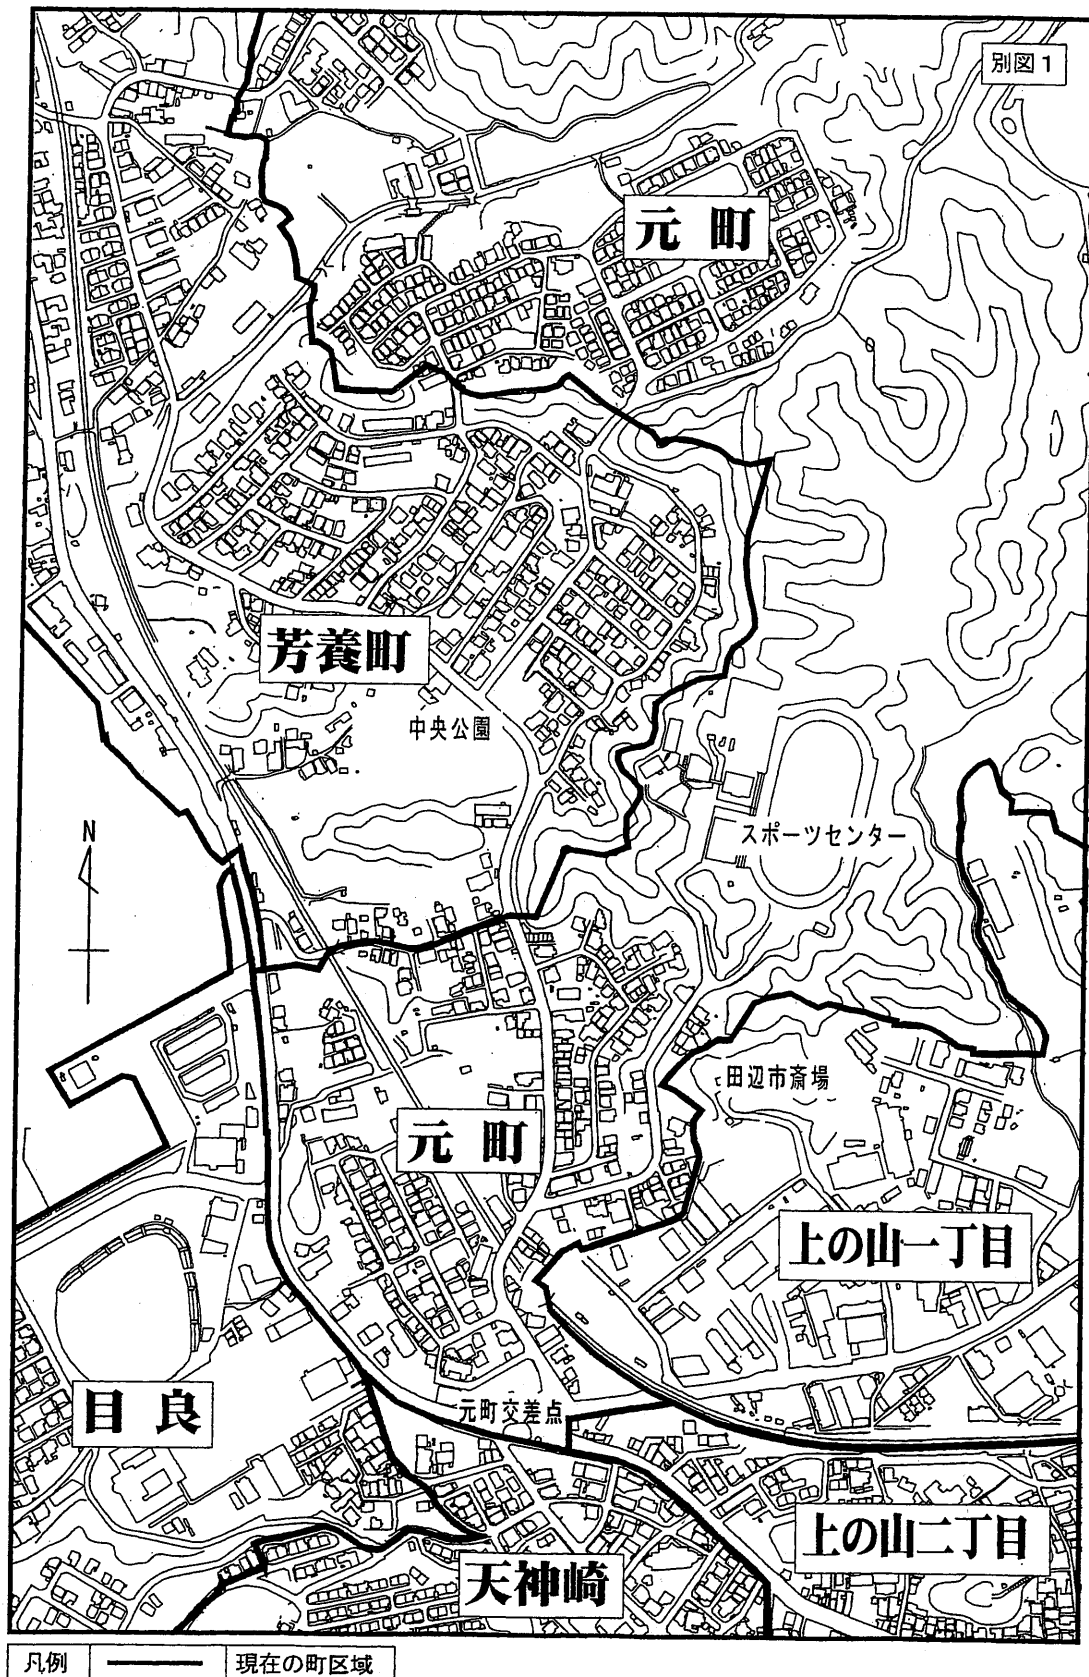 別図1
元町
芳養町
中央公園
スポーツセンター
N
田辺市斎場
元町
上の山一丁目
目良
元町交差点
上の山二丁目
天神崎
凡例 現在の町区域